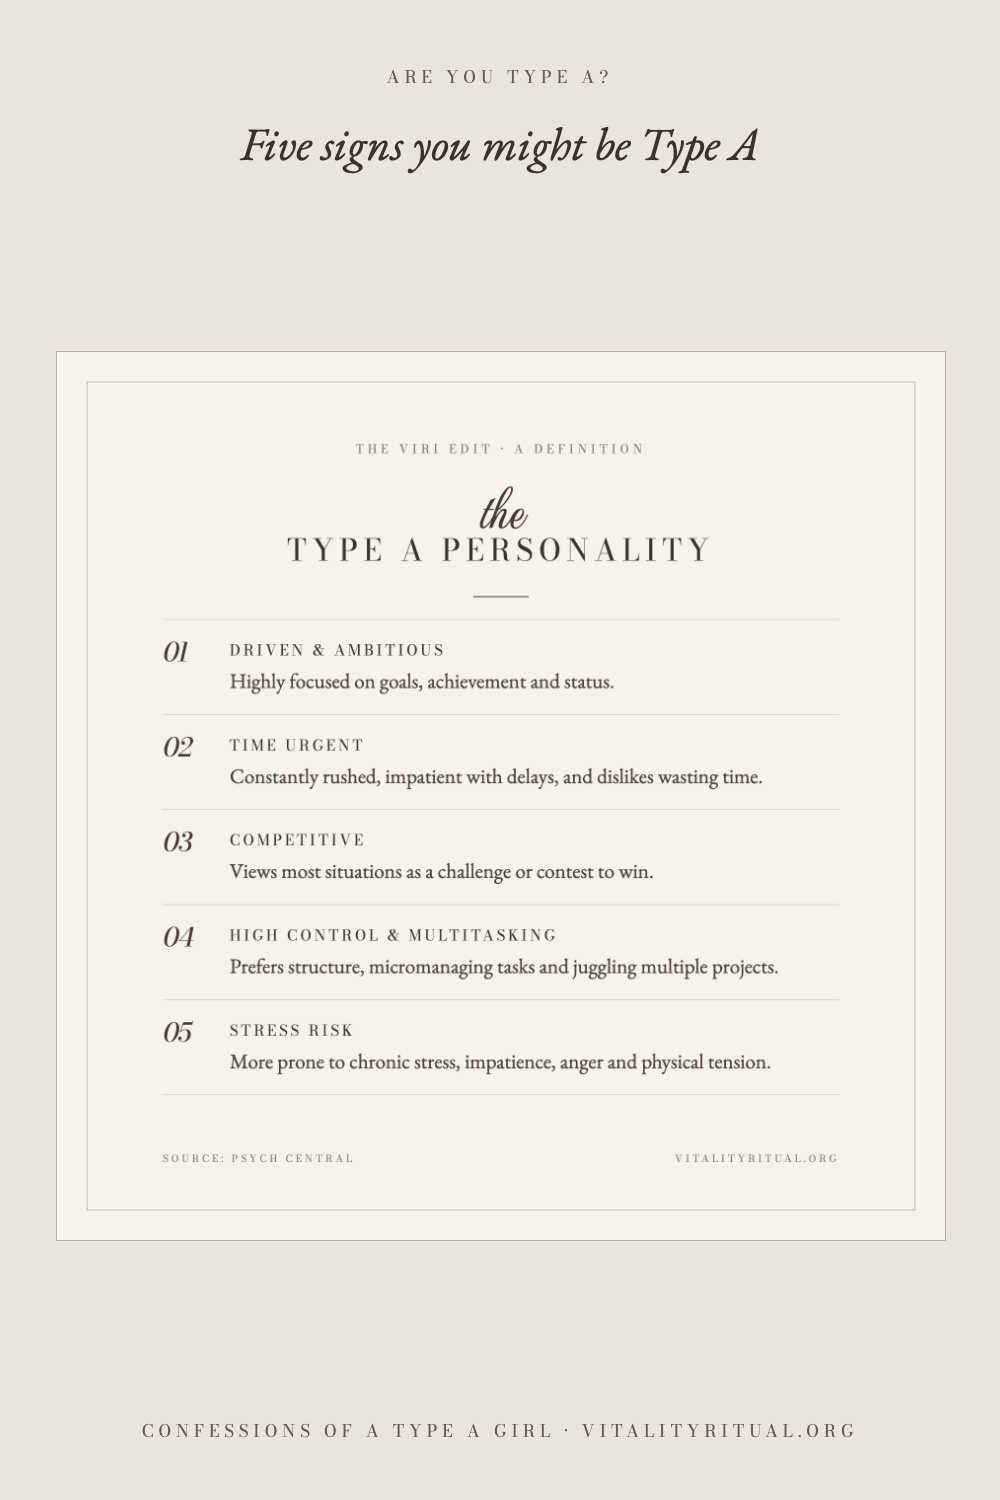 ARE YOU TYPE A?
Five signs you might be Type A
THE VIRI EDIT · A DEFINITION
the
TYPE A PERSONALITY
01 DRIVEN & AMBITIOUS
Highly focused on goals, achievement and status.
02 TIME URGENT
Constantly rushed, impatient with delays, and dislikes wasting time.
03 COMPETITIVE
Views most situations as a challenge or contest to win.
04 HIGH CONTROL & MULTITASKING
Prefers structure, micromanaging tasks and juggling multiple projects.
05 STRESS RISK
More prone to chronic stress, impatience, anger and physical tension.
SOURCE: PSYCH CENTRAL VITALITYRITUAL.ORG
CONFESSIONS OF A TYPE A GIRL · VITALITYRITUAL.ORG